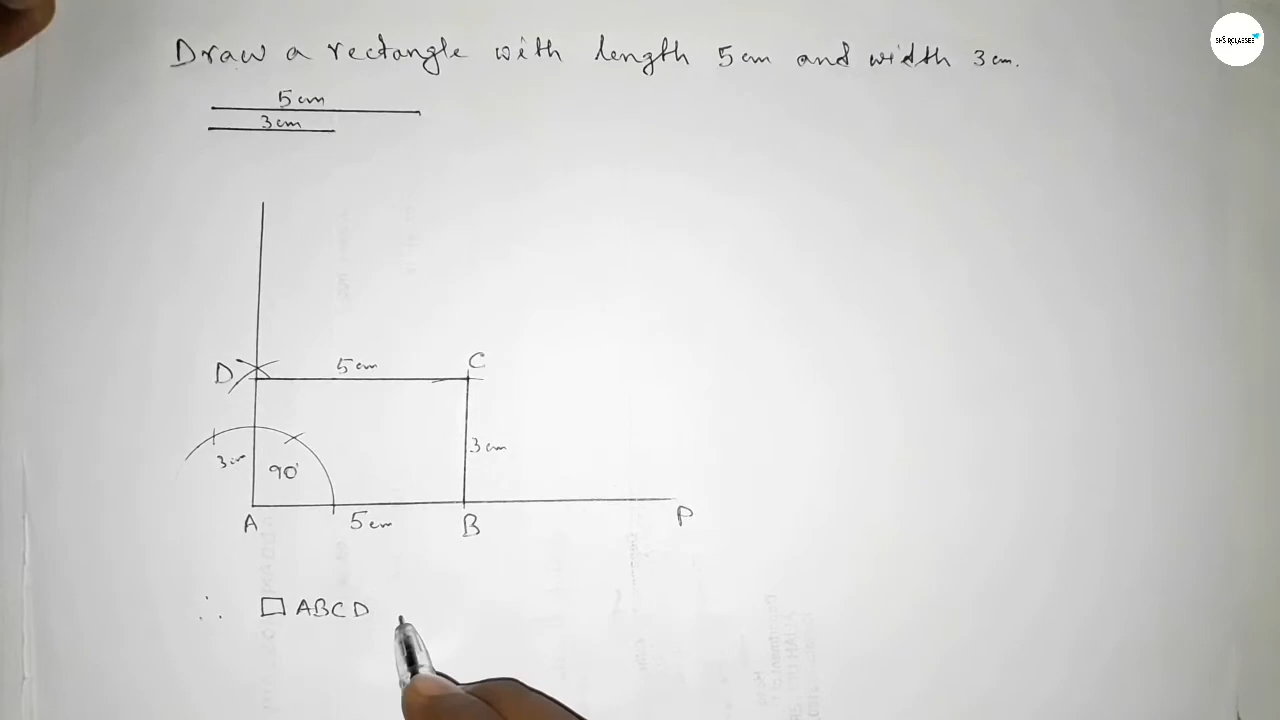 Draw a rectangle with length 5cm and width 3cm.
5cm
3cm
D 5cm C
3cm 90° 3cm
A 5cm B P
∴ □ ABCD